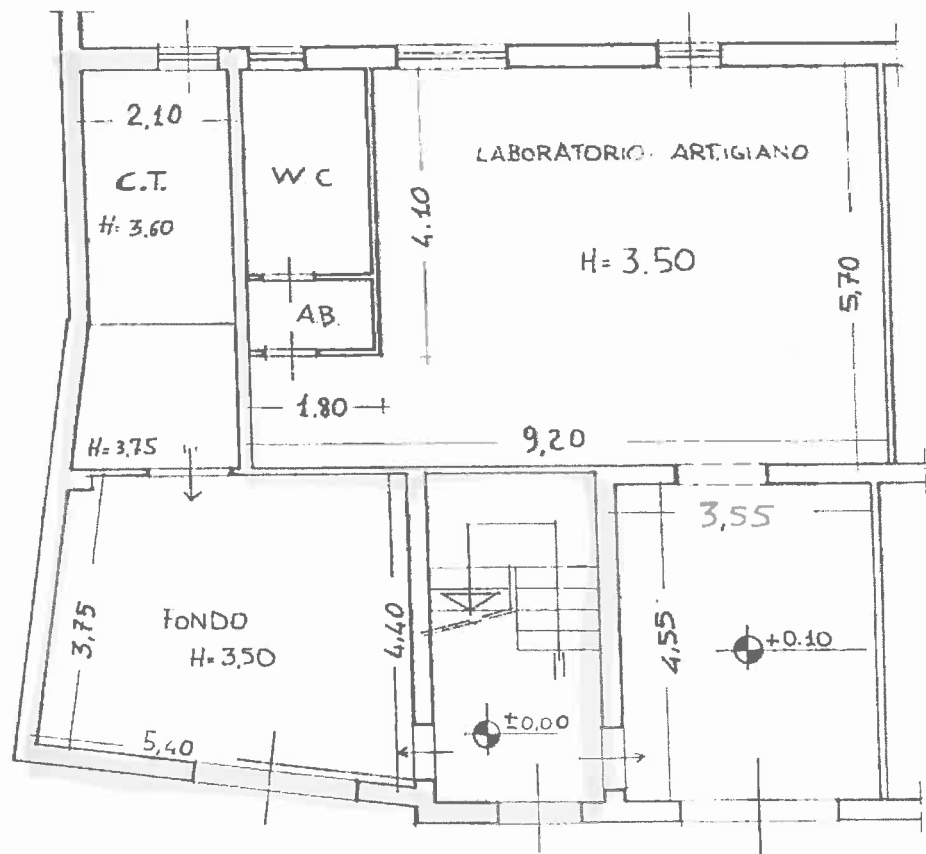 2,10
C.T.
H= 3.60
W C
4.10
LABORATORIO ARTIGIANO
H= 3.50
5,70
A.B.
1.80
9,20
H= 3,75
3,55
3,75
FONDO
H= 3,50
4,40
4,55
+0.10
±0,00
5,40